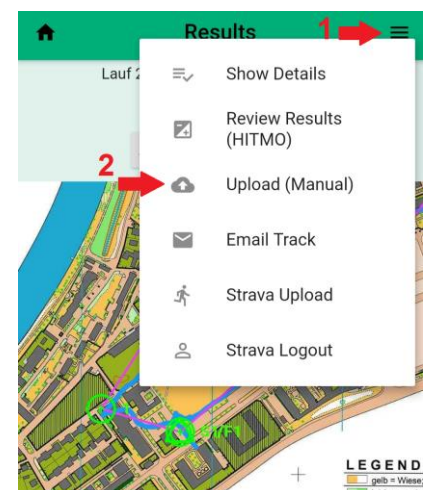 Results 1
Lauf 2
Show Details
Review Results
(HITMO)
2
Upload (Manual)
Email Track
Strava Upload
Strava Logout
S1/F1
LEGEND
gelb = Wiese;